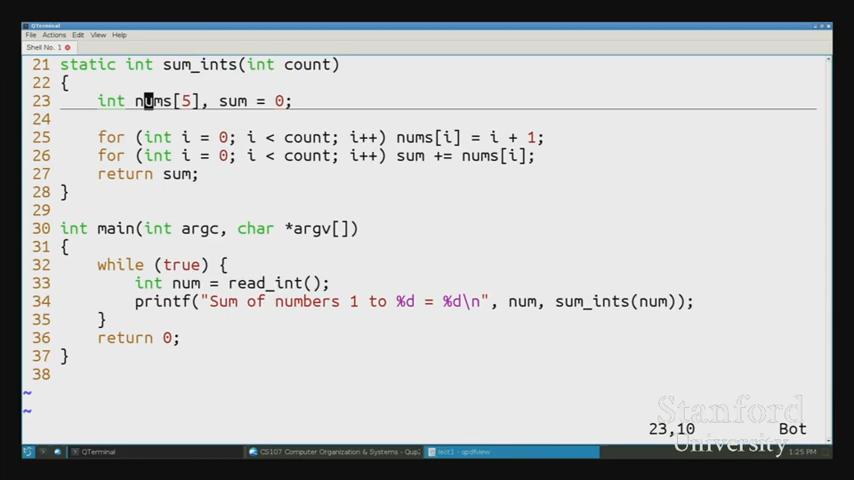 QTerminal
File Actions Edit View Help
Shell No. 1
21 static int sum_ints(int count)
22 {
23     int nums[5], sum = 0;
24
25     for (int i = 0; i < count; i++) nums[i] = i + 1;
26     for (int i = 0; i < count; i++) sum += nums[i];
27     return sum;
28 }
29
30 int main(int argc, char *argv[])
31 {
32     while (true) {
33         int num = read_int();
34         printf("Sum of numbers 1 to %d = %d\n", num, sum_ints(num));
35     }
36     return 0;
37 }
38
~
~
23,10 Bot
Stanford
University
QTerminal
CS107 Computer Organization & Systems - Qup
lect1 - qpdfview
1:25 PM